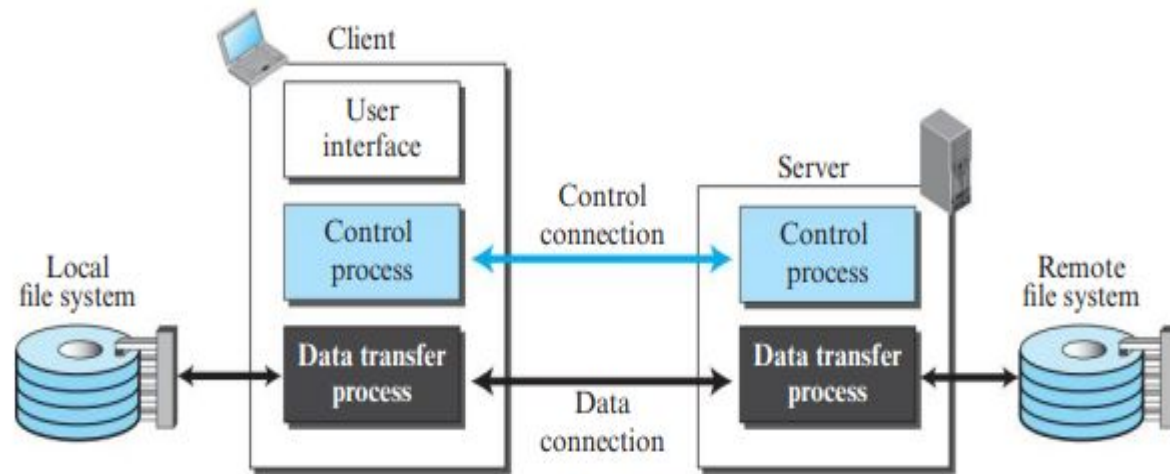 Client
User
interface
Server
Control
connection
Control
process
Control
process
Local
file system
Remote
file system
Data transfer
process
Data transfer
process
Data
connection